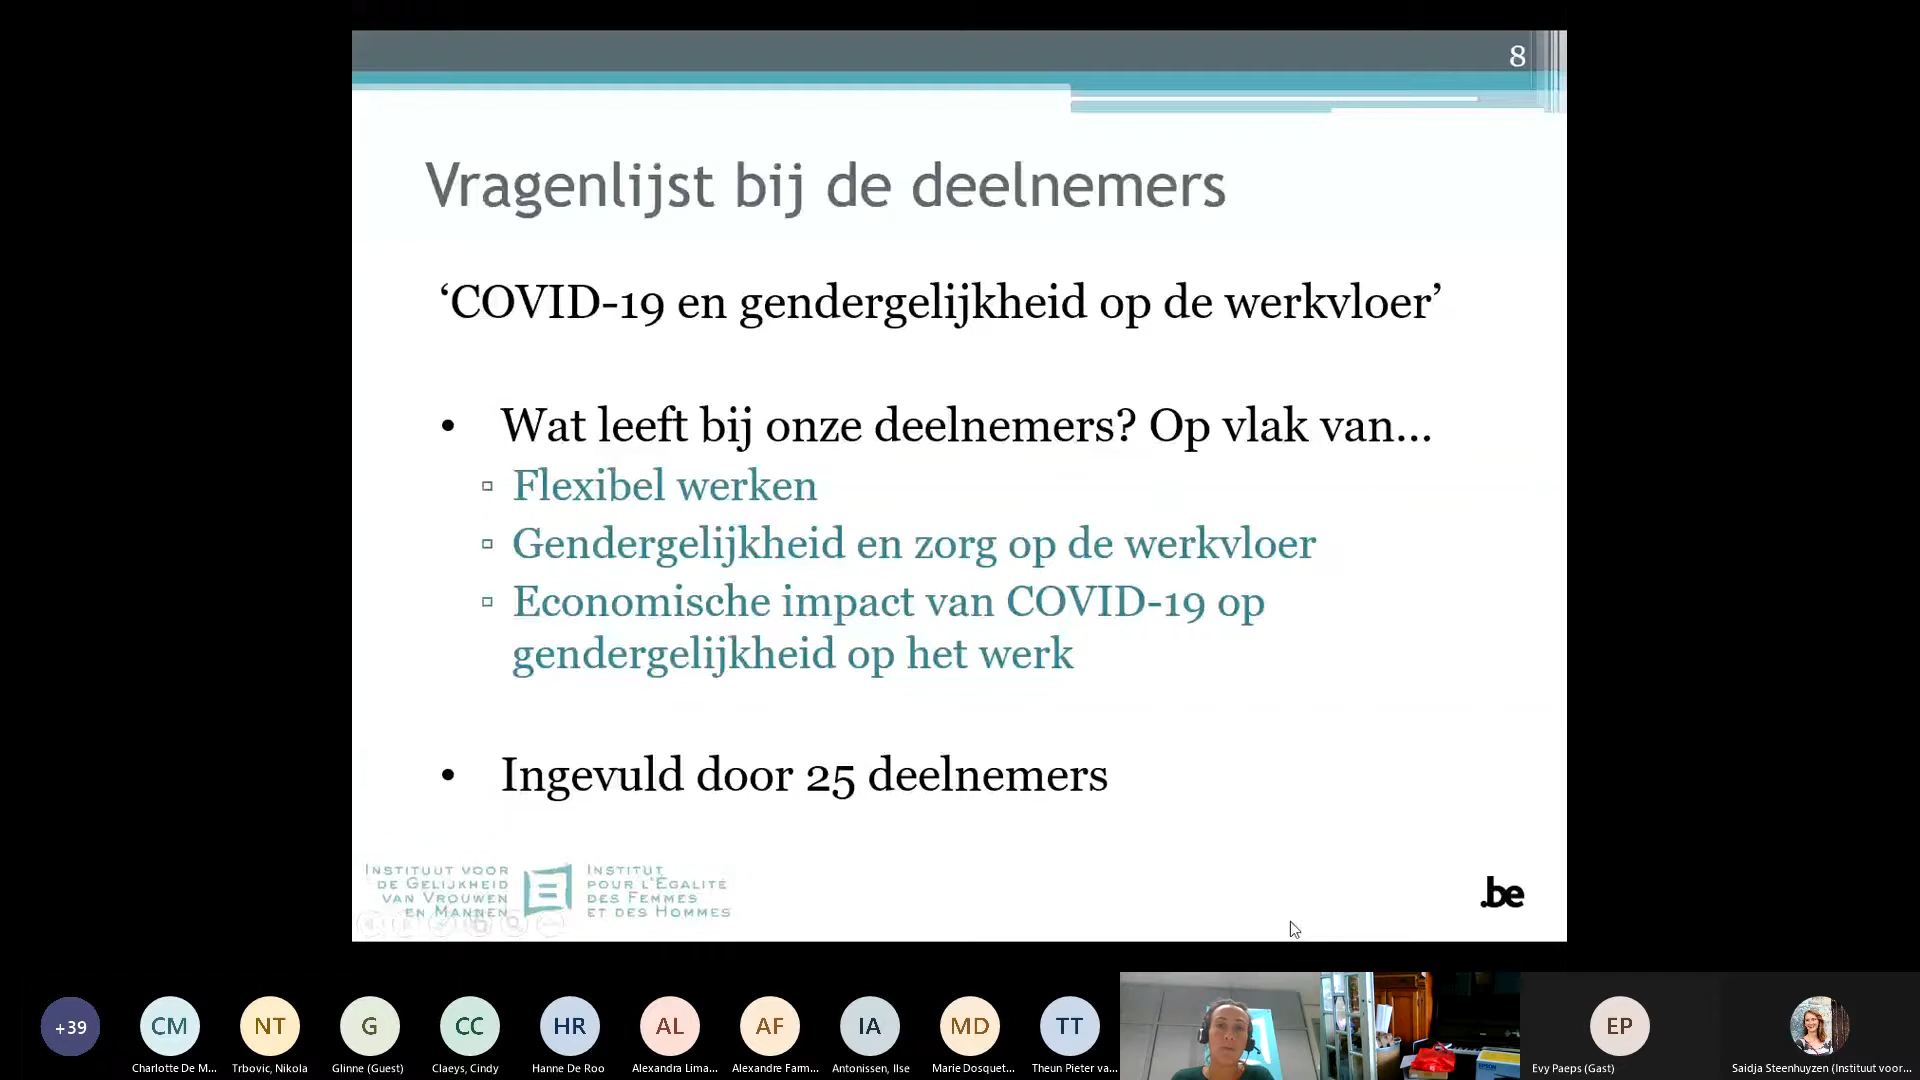 8
Vragenlijst bij de deelnemers
‘COVID-19 en gendergelijkheid op de werkvloer’
• Wat leeft bij onze deelnemers? Op vlak van...
▫ Flexibel werken
▫ Gendergelijkheid en zorg op de werkvloer
▫ Economische impact van COVID-19 op
gendergelijkheid op het werk
• Ingevuld door 25 deelnemers
INSTITUUT VOOR
DE GELIJKHEID
VAN VROUWEN
EN MANNEN
INSTITUT
POUR L'ÉGALITÉ
DES FEMMES
ET DES HOMMES
.be
+39
CM
NT
G
CC
HR
AL
AF
IA
MD
TT
EP
Charlotte De M...
Trbovic, Nikola
Glinne (Guest)
Claeys, Cindy
Hanne De Roo
Alexandra Lima...
Alexandre Farm...
Antonissen, Ilse
Marie Dosquet...
Theun Pieter va...
Evy Paeps (Gast)
Saidja Steenhuyzen (Instituut voor...